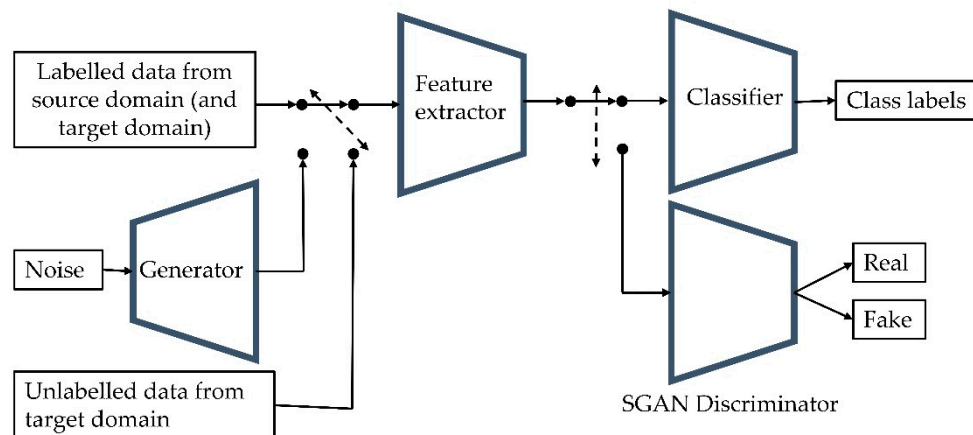 Labelled data from
source domain (and
target domain)
Feature
extractor
Classifier
Class labels
Noise
Generator
Real
Fake
Unlabelled data from
target domain
SGAN Discriminator